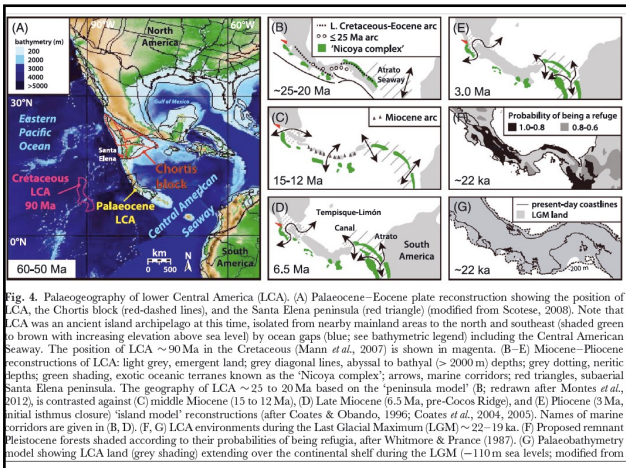 (A)
90°W
60°W
North
America
bathymetry (m)
200
2000
3000
4000
>5000
Gulf of Mexico
30°N
Eastern
Pacific
Ocean
Santa
Elena
Chortis
block
Cretaceous
LCA
90 Ma
Palaeocene
LCA
Central American
Seaway
0°N
km
0 500
N
South
America
60-50 Ma
(B)
L. Cretaceous-Eocene arc
≤ 25 Ma arc
'Nicoya complex'
Atrato
Seaway
~25-20 Ma
(C)
Miocene arc
15-12 Ma
(D)
Tempisque-Limón
Canal
Atrato
South
America
6.5 Ma
(E)
3.0 Ma
(F)
Probability of being a refuge
1.0-0.8
0.8-0.6
~22 ka
(G)
present-day coastlines
LGM land
200 m
~22 ka
Fig. 4. Palaeogeography of lower Central America (LCA). (A) Palaeocene–Eocene plate reconstruction showing the position of
LCA, the Chortis block (red-dashed lines), and the Santa Elena peninsula (red triangle) (modified from Scotese, 2008). Note that
LCA was an ancient island archipelago at this time, isolated from nearby mainland areas to the north and southeast (shaded green
to brown with increasing elevation above sea level) by ocean gaps (blue; see bathymetric legend) including the Central American
Seaway. The position of LCA ∼90 Ma in the Cretaceous (Mann et al., 2007) is shown in magenta. (B–E) Miocene–Pliocene
reconstructions of LCA: light grey, emergent land; grey diagonal lines, abyssal to bathyal (> 2000 m) depths; grey dotting, neritic
depths; green shading, exotic oceanic terranes known as the 'Nicoya complex'; arrows, marine corridors; red triangles, subaerial
Santa Elena peninsula. The geography of LCA ∼25 to 20 Ma based on the 'peninsula model' (B; redrawn after Montes et al.,
2012), is contrasted against (C) middle Miocene (15 to 12 Ma), (D) Late Miocene (6.5 Ma, pre-Cocos Ridge), and (E) Pliocene (3 Ma,
initial isthmus closure) 'island model' reconstructions (after Coates & Obando, 1996; Coates et al., 2004, 2005). Names of marine
corridors are given in (B, D). (F, G) LCA environments during the Last Glacial Maximum (LGM) ∼22–19 ka. (F) Proposed remnant
Pleistocene forests shaded according to their probabilities of being refugia, after Whitmore & Prance (1987). (G) Palaeobathymetry
model showing LCA land (grey shading) extending over the continental shelf during the LGM (−110 m sea levels; modified from